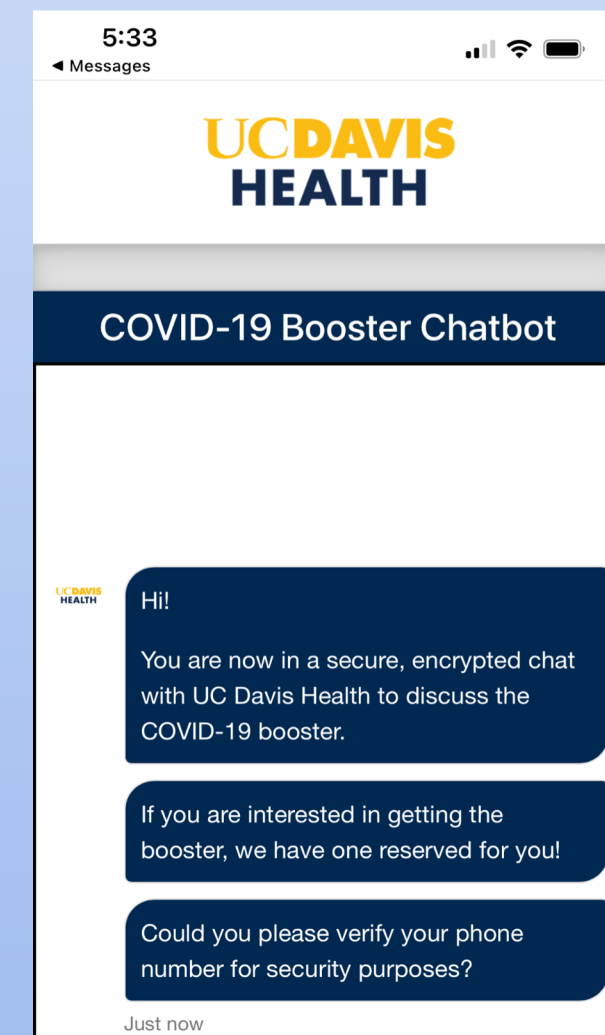 5:33
◀ Messages
UCDAVIS
HEALTH
COVID-19 Booster Chatbot
UCDAVIS
HEALTH
Hi!
You are now in a secure, encrypted chat
with UC Davis Health to discuss the
COVID-19 booster.
If you are interested in getting the
booster, we have one reserved for you!
Could you please verify your phone
number for security purposes?
Just now